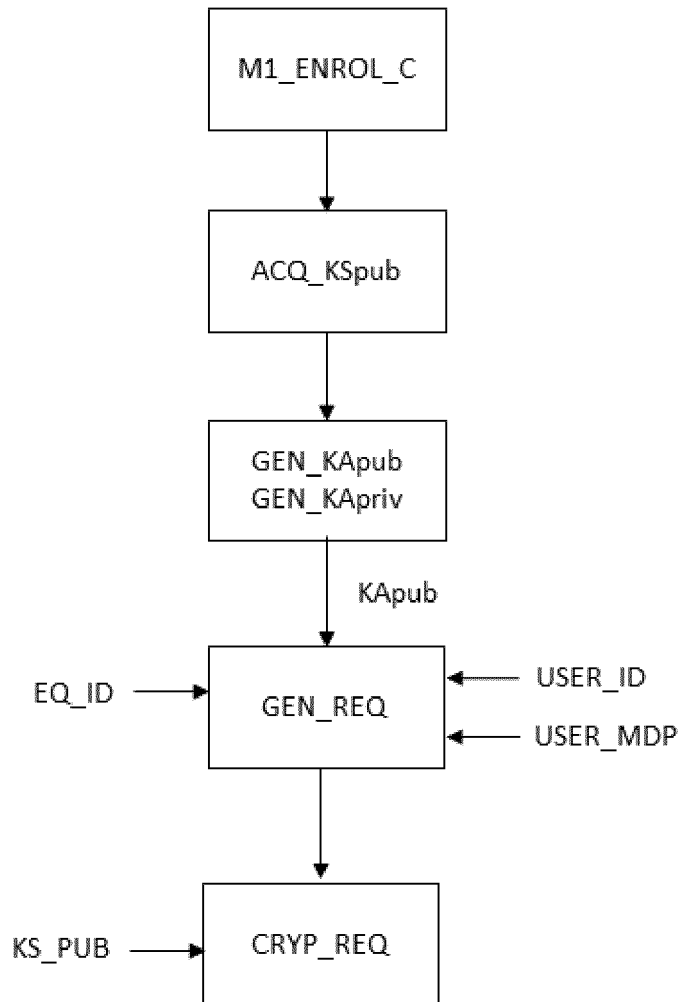 M1_ENROL_C
ACQ_KSpub
GEN_KApub
GEN_KApriv
KApub
EQ_ID
GEN_REQ
USER_ID
USER_MDP
KS_PUB
CRYP_REQ